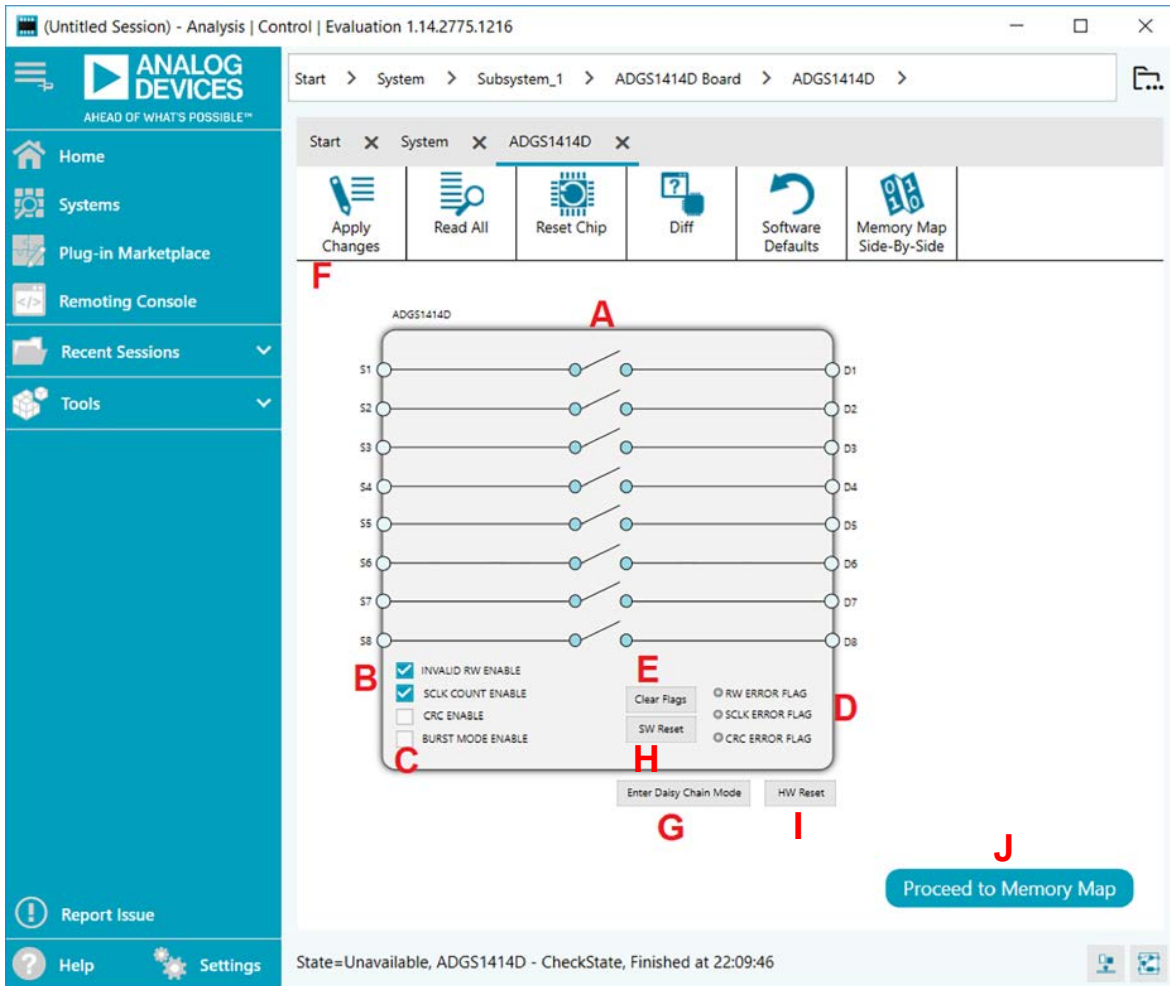 (Untitled Session) - Analysis | Control | Evaluation 1.14.2775.1216
ANALOG
DEVICES
AHEAD OF WHAT'S POSSIBLE™
Home
Systems
Plug-in Marketplace
Remoting Console
Recent Sessions
Tools
Report Issue
Help Settings
Start > System > Subsystem_1 > ADGS1414D Board > ADGS1414D >
Start System ADGS1414D
Apply
Changes
Read All
Reset Chip
Diff
Software
Defaults
Memory Map
Side-By-Side
F
ADGS1414D
A
S1 D1
S2 D2
S3 D3
S4 D4
S5 D5
S6 D6
S7 D7
S8 D8
B
INVALID RW ENABLE
SCLK COUNT ENABLE
CRC ENABLE
BURST MODE ENABLE
C
E
Clear Flags
SW Reset
H
RW ERROR FLAG
SCLK ERROR FLAG
CRC ERROR FLAG
D
Enter Daisy Chain Mode HW Reset
G I
J
Proceed to Memory Map
State=Unavailable, ADGS1414D - CheckState, Finished at 22:09:46